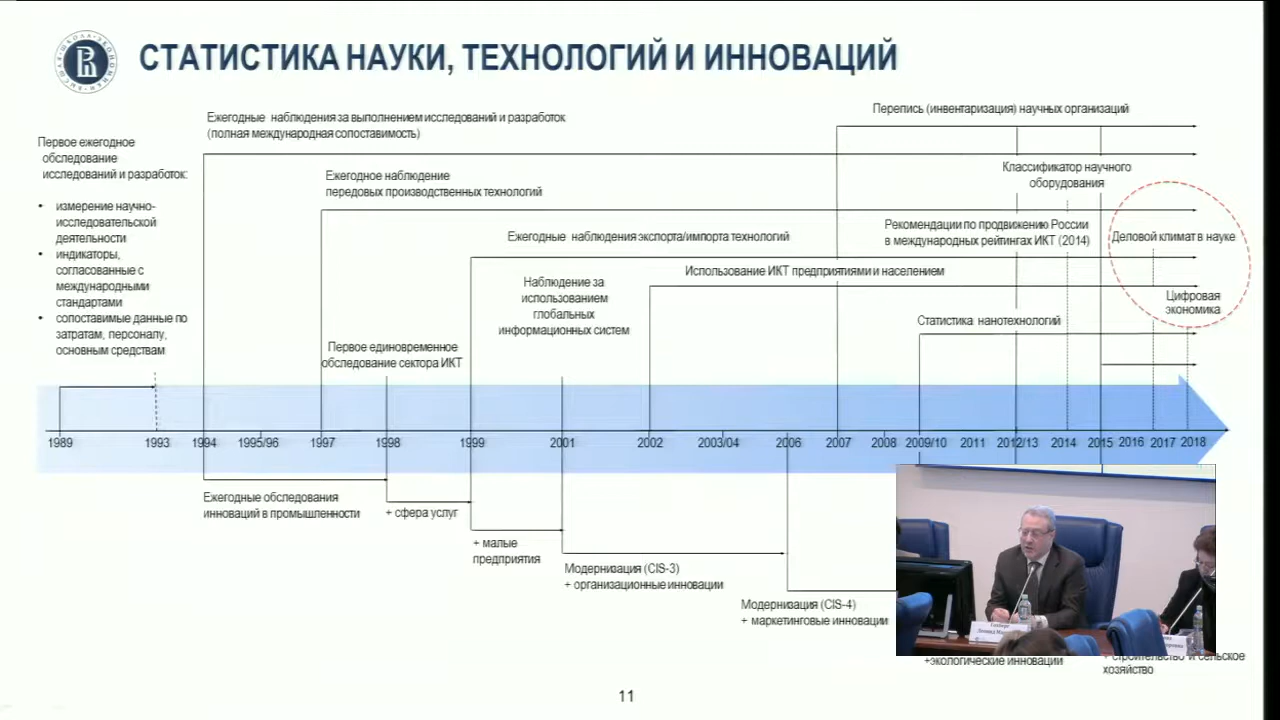 СТАТИСТИКА НАУКИ, ТЕХНОЛОГИЙ И ИННОВАЦИЙ
Перепись (инвентаризация) научных организаций
Ежегодные наблюдения за выполнением исследований и разработок
(полная международная сопоставимость)
Первое ежегодное
обследование
исследований и разработок:
• измерение научно-
исследовательской
деятельности
• индикаторы,
согласованные с
международными
стандартами
• сопоставимые данные по
затратам, персоналу,
основным средствам
Ежегодное наблюдение
передовых производственных технологий
Классификатор научного
оборудования
Ежегодные наблюдения экспорта/импорта технологий
Рекомендации по продвижению России
в международных рейтингах ИКТ (2014)
Деловой климат в науке
Использование ИКТ предприятиями и населением
Наблюдение за
использованием
глобальных
информационных систем
Цифровая
экономика
Статистика нанотехнологий
Первое единовременное
обследование сектора ИКТ
1989 1993 1994 1995/96 1997 1998 1999 2001 2002 2003/04 2006 2007 2008 2009/10 2011 2012/13 2014 2015 2016 2017 2018
Ежегодные обследования
инноваций в промышленности
+ сфера услуг
+ малые
предприятия
Модернизация (CIS-3)
+ организационные инновации
Модернизация (CIS-4)
+ маркетинговые инновации
+экологические инновации
+ строительство и сельское
хозяйство
Гохберг
11